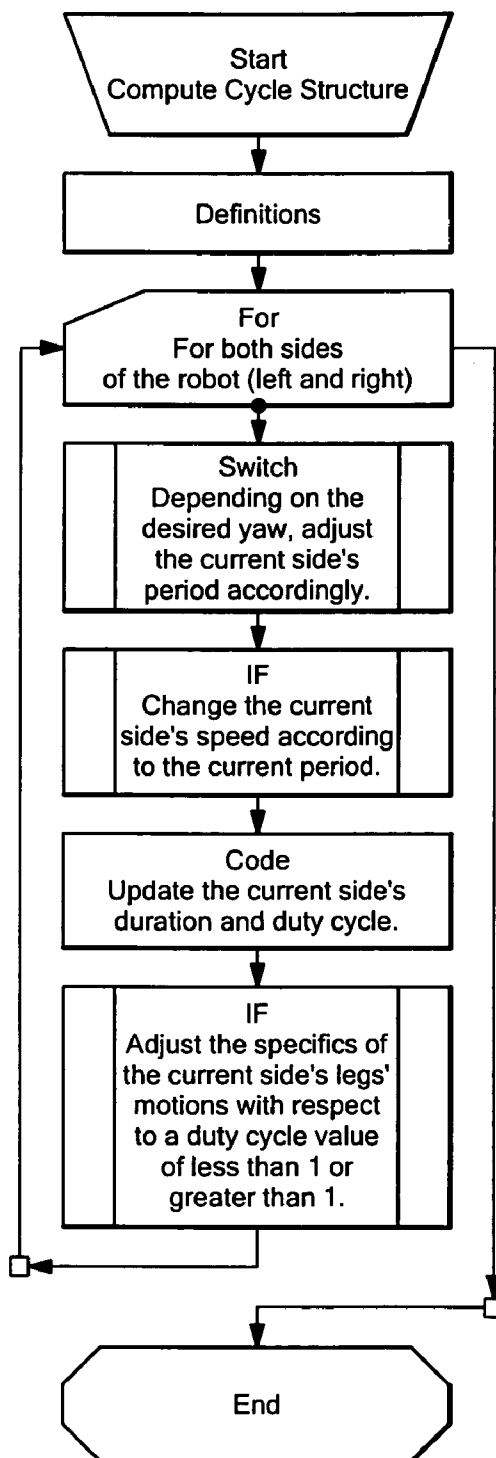 Start
Compute Cycle Structure
Definitions
For
For both sides
of the robot (left and right)
Switch
Depending on the
desired yaw, adjust
the current side's
period accordingly.
IF
Change the current
side's speed according
to the current period.
Code
Update the current side's
duration and duty cycle.
IF
Adjust the specifics of
the current side's legs'
motions with respect
to a duty cycle value
of less than 1 or
greater than 1.
End